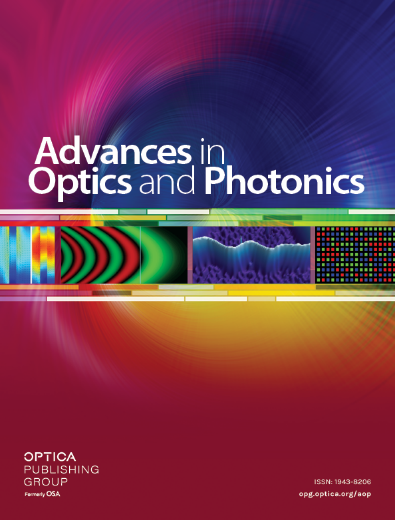 Advances in
Optics and Photonics
OPTICA
PUBLISHING
GROUP
Formerly OSA
ISSN: 1943-8206
opg.optica.org/aop